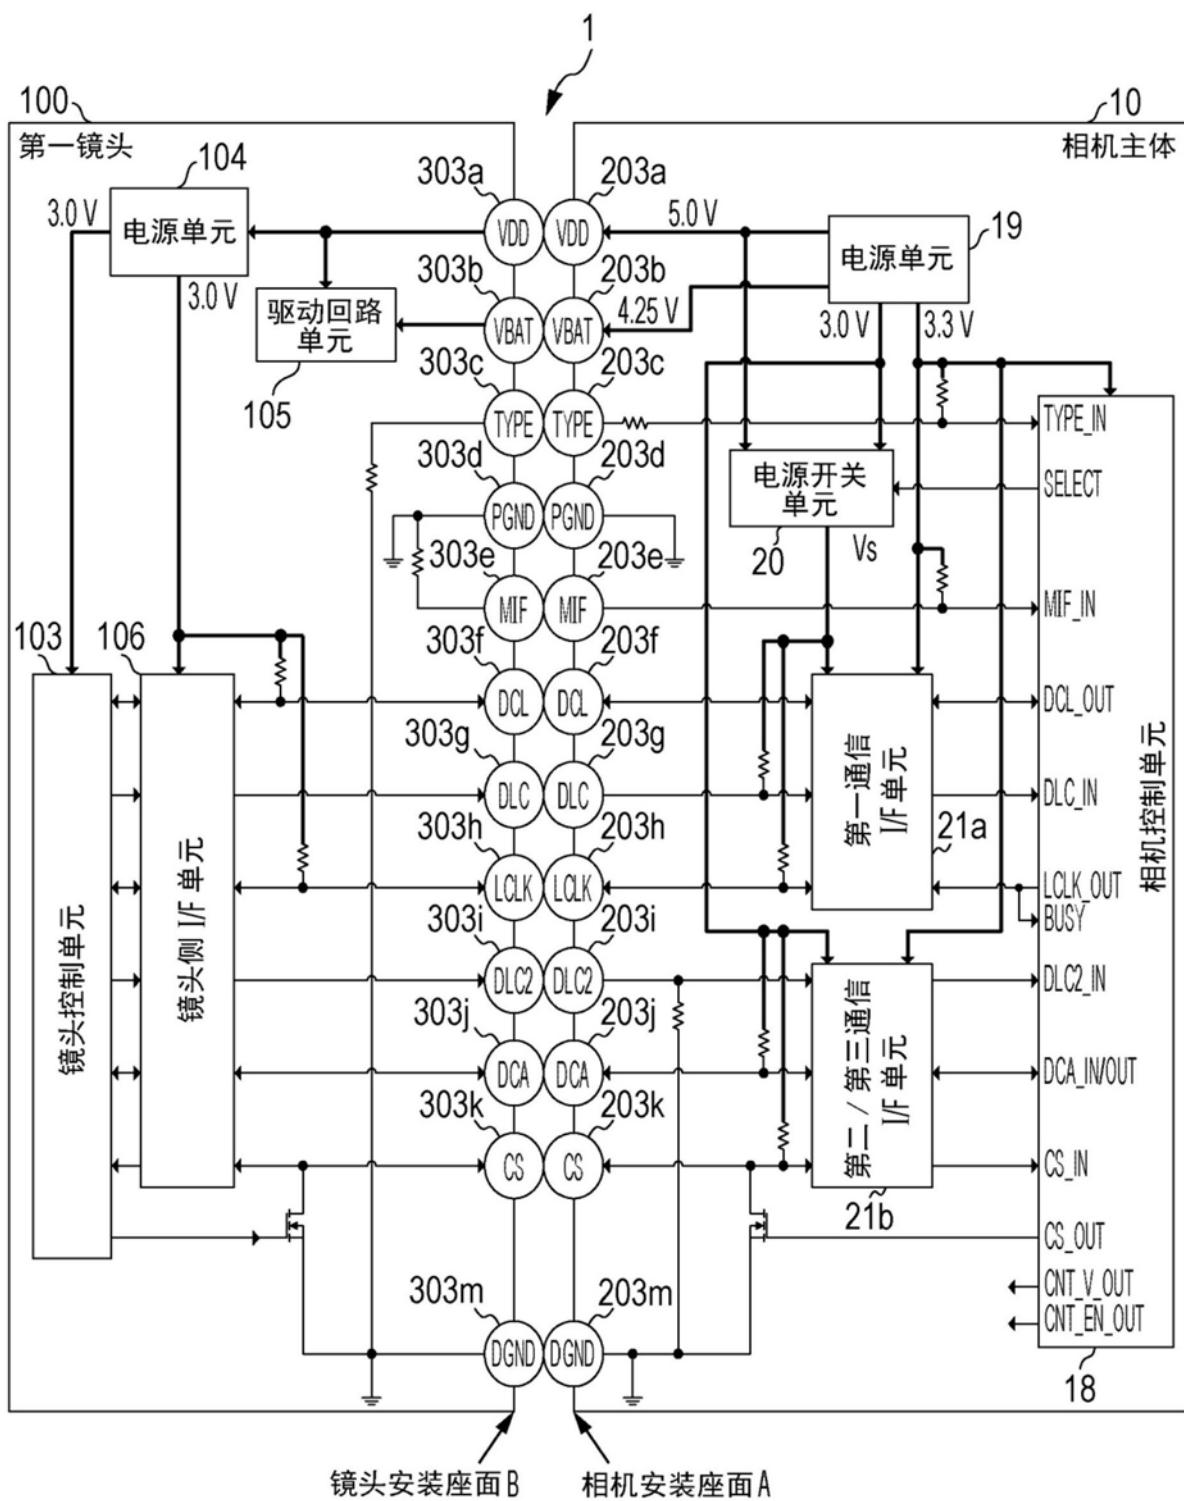 1
100
10
第一镜头
相机主体
104
303a
203a
3.0 V
电源单元
VDD
VDD
5.0 V
19
电源单元
303b
203b
3.0 V
驱动回路
单元
VBAT
VBAT
4.25 V
3.0 V
3.3 V
303c
203c
105
TYPE
TYPE
TYPE_IN
303d
203d
电源开关
单元
SELECT
PGND
PGND
20
Vs
303e
203e
MIF
MIF
MIF_IN
103
106
303f
203f
DCL
DCL
DCL_OUT
303g
203g
第一通信
I/F 单元
相机控制单元
DLC
DLC
DLC_IN
21a
303h
203h
LCLK
LCLK
LCLK_OUT
BUSY
镜头控制单元
镜头侧 I/F 单元
303i
203i
DLC2
DLC2
DLC2_IN
303j
203j
第二 / 第三通信
I/F 单元
DCA
DCA
DCA_IN/OUT
303k
203k
CS
CS
CS_IN
21b
CS_OUT
303m
203m
CNT_V_OUT
CNT_EN_OUT
DGND
DGND
18
镜头安装座面B
相机安装座面A